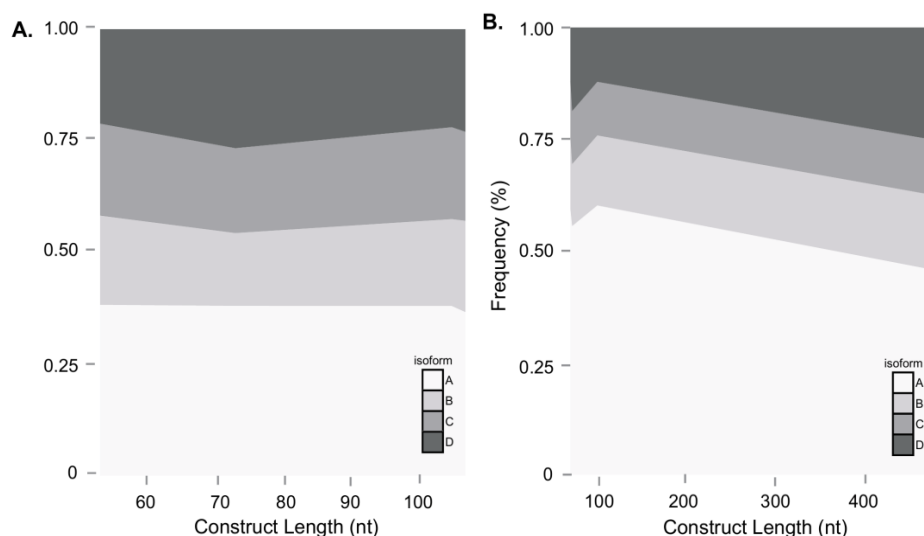 A.
1.00
0.75
0.50
0.25
0
60
70
80
90
100
Construct Length (nt)
isoform
A
B
C
D
B.
Frequency (%)
1.00
0.75
0.50
0.25
0
100
200
300
400
Construct Length (nt)
isoform
A
B
C
D